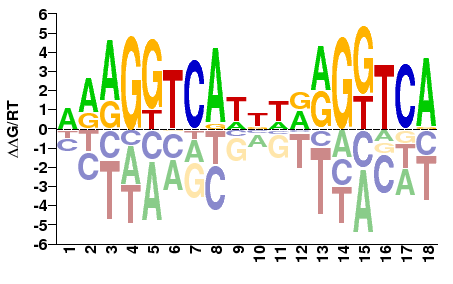 6
5
4
3
2
1
0
-1
-2
-3
-4
-5
-6
ΔΔG/RT
A A A G G T C A T T T G A G G T C A
G G T G A A G T
C T C C C C A T C A G T C A C A G C
C T A A A T A G C T C A C T T
T T G C T A A T
1 2 3 4 5 6 7 8 9 10 11 12 13 14 15 16 17 18